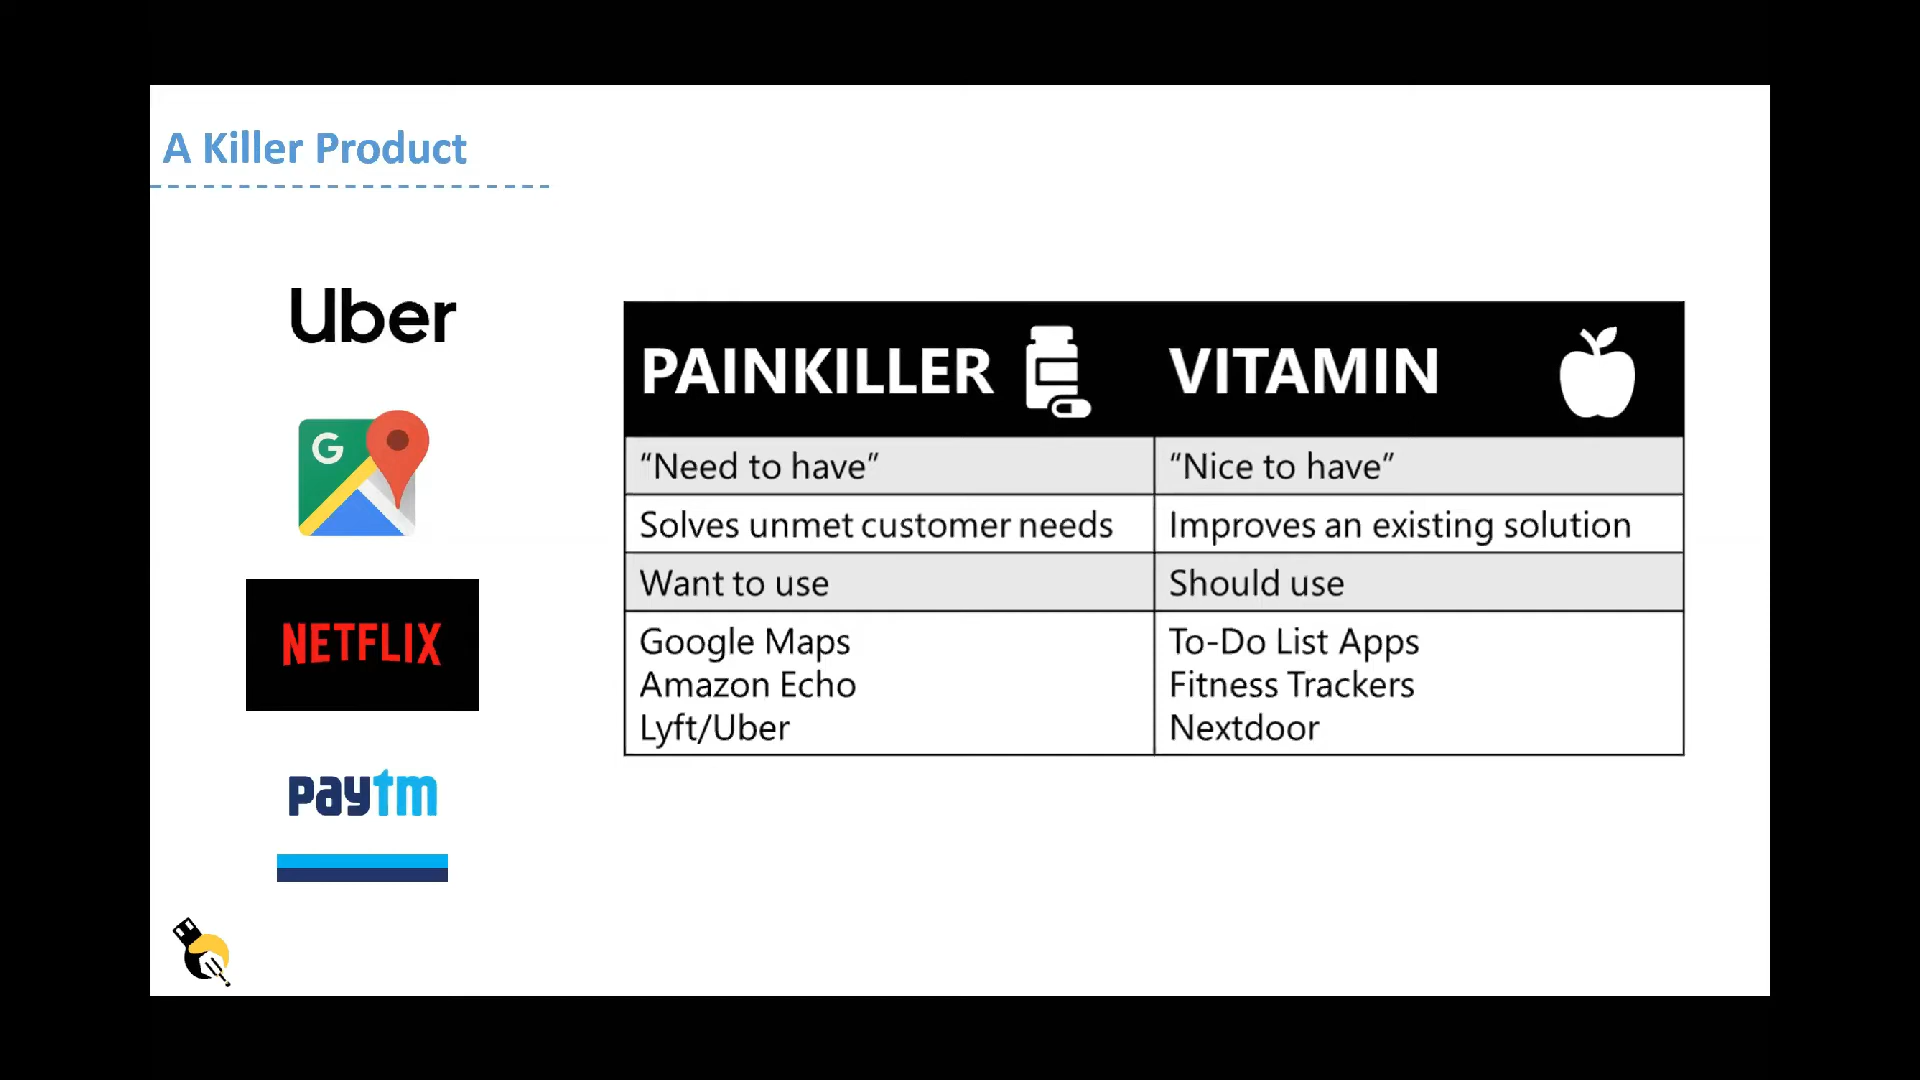 A Killer Product
Uber
G
NETFLIX
paytm
PAINKILLER VITAMIN
“Need to have” “Nice to have”
Solves unmet customer needs Improves an existing solution
Want to use Should use
Google Maps To-Do List Apps
Amazon Echo Fitness Trackers
Lyft/Uber Nextdoor